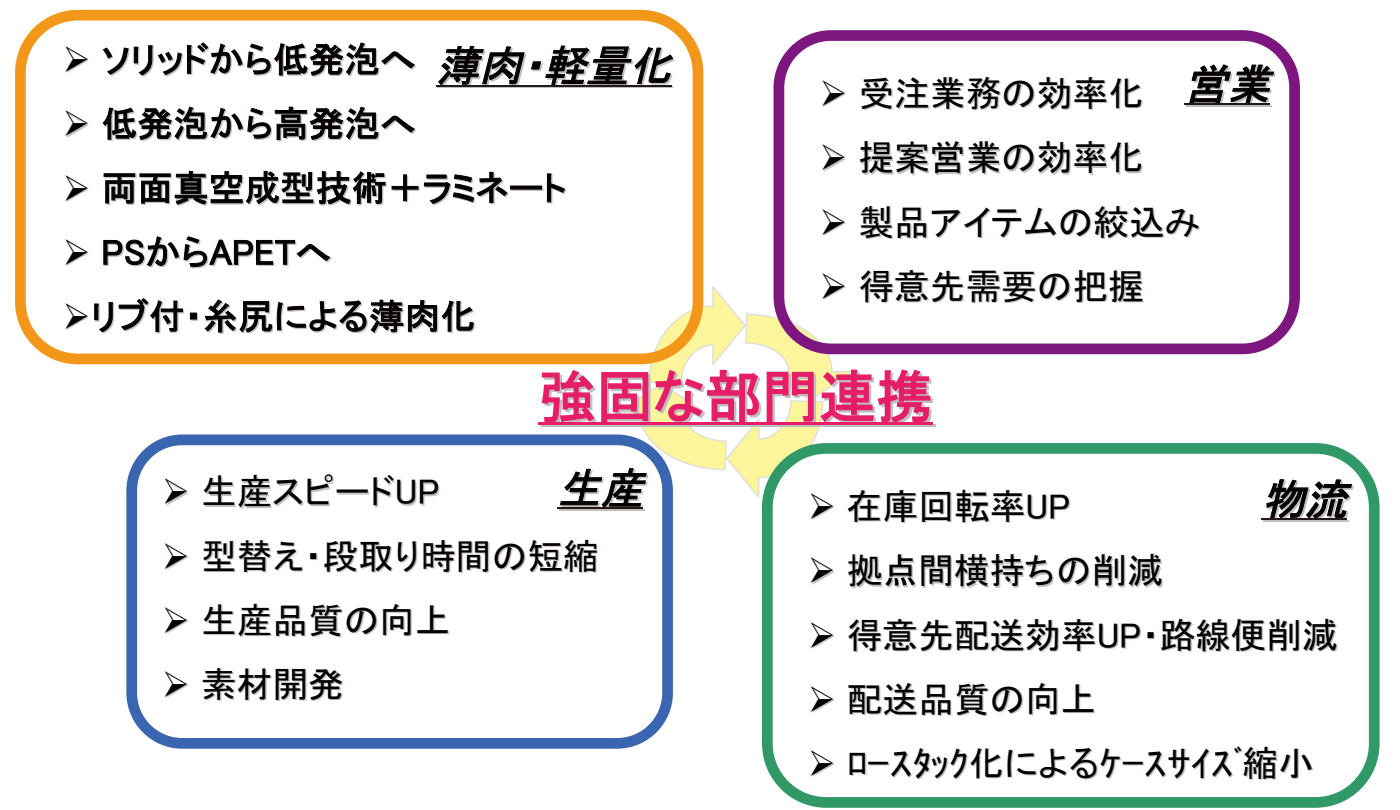 薄肉・軽量化
➢ ソリッドから低発泡へ
➢ 低発泡から高発泡へ
➢ 両面真空成型技術＋ラミネート
➢ PSからAPETへ
➢リブ付・糸尻による薄肉化
営業
➢ 受注業務の効率化
➢ 提案営業の効率化
➢ 製品アイテムの絞込み
➢ 得意先需要の把握
強固な部門連携
生産
➢ 生産スピードUP
➢ 型替え・段取り時間の短縮
➢ 生産品質の向上
➢ 素材開発
物流
➢ 在庫回転率UP
➢ 拠点間横持ちの削減
➢ 得意先配送効率UP・路線便削減
➢ 配送品質の向上
➢ ﾛｰｽﾀｯｸ化によるｹｰｽｻｲｽﾞ縮小